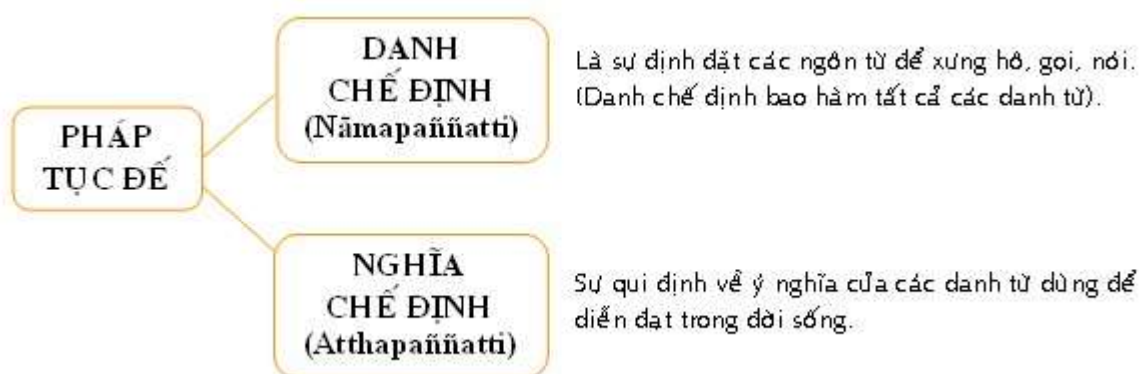 PHÁP
TỤC ĐẾ
DANH
CHẾ ĐỊNH
(Nāmapaññatti)
Là sự định đặt các ngôn từ để xưng hô, gọi, nói.
(Danh chế định bao hàm tất cả các danh từ).
NGHĨA
CHẾ ĐỊNH
(Atthapaññatti)
Sự qui định về ý nghĩa của các danh từ dùng để
diễn đạt trong đời sống.